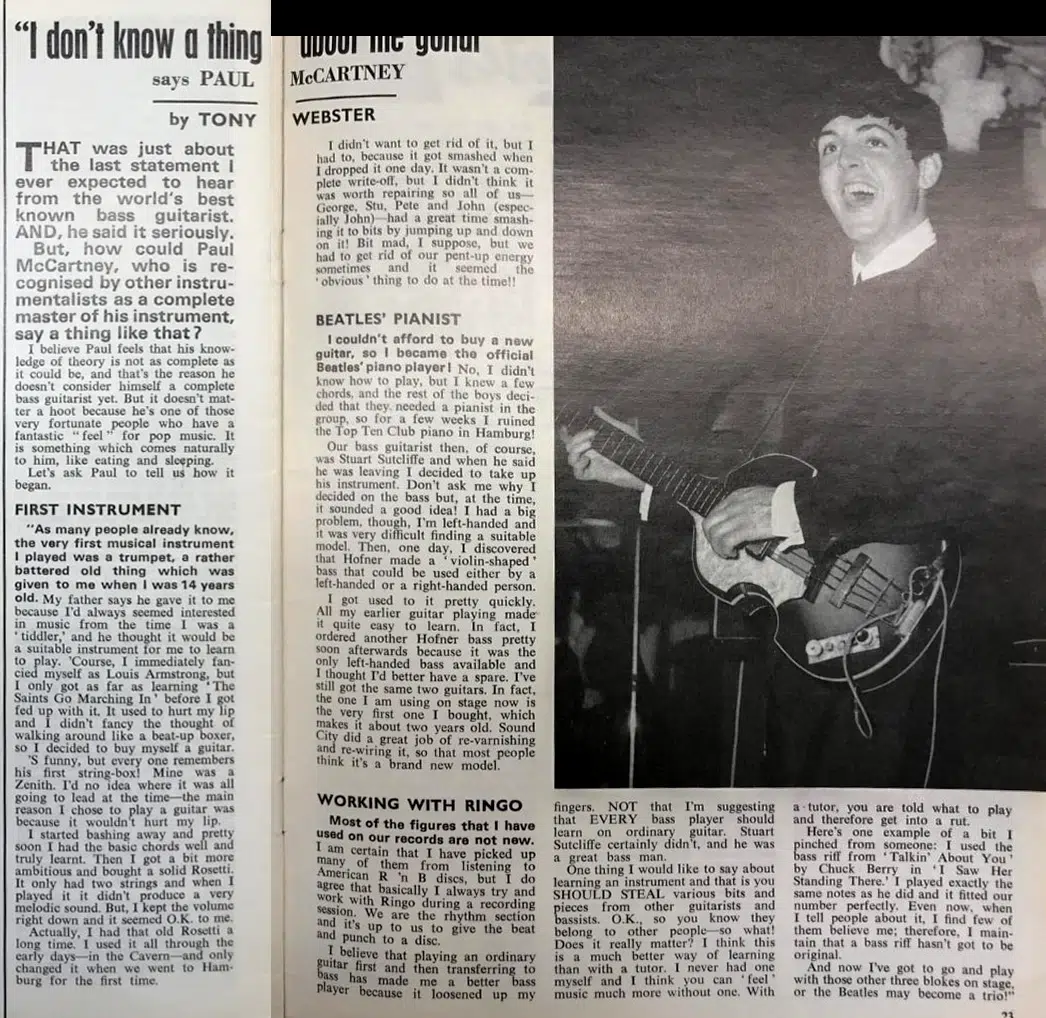 “I don’t know a thing
about the guitar
says PAUL McCARTNEY
by TONY WEBSTER
THAT was just about
the last statement I
ever expected to hear
from the world's best
known bass guitarist.
AND, he said it seriously.
But, how could Paul
McCartney, who is re-
cognised by other instru-
mentalists as a complete
master of his instrument,
say a thing like that?
I believe Paul feels that his know-
ledge of theory is not as complete as
it could be, and that's the reason he
doesn't consider himself a complete
bass guitarist yet. But it doesn't mat-
ter a hoot because he's one of those
very fortunate people who have a
fantastic “feel” for pop music. It
is something which comes naturally
to him, like eating and sleeping.
Let's ask Paul to tell us how it
began.
FIRST INSTRUMENT
“As many people already know,
the very first musical instrument
I played was a trumpet, a rather
battered old thing which was
given to me when I was 14 years
old. My father says he gave it to me
because I'd always seemed interested
in music from the time I was a
‘tiddler,’ and he thought it would be
a suitable instrument for me to learn
to play. 'Course, I immediately fan-
cied myself as Louis Armstrong, but
I only got as far as learning ‘The
Saints Go Marching In’ before I got
fed up with it. It used to hurt my lip
and I didn't fancy the thought of
walking around like a beat-up boxer,
so I decided to buy myself a guitar.
'S funny, but every one remembers
his first string-box! Mine was a
Zenith. I'd no idea where it was all
going to lead at the time—the main
reason I chose to play a guitar was
because it wouldn't hurt my lip.
I started bashing away and pretty
soon I had the basic chords well and
truly learnt. Then I got a bit more
ambitious and bought a solid Rosetti.
It only had two strings and when I
played it it didn't produce a very
melodic sound. But, I kept the volume
right down and it seemed O.K. to me.
Actually, I had that old Rosetti a
long time. I used it all through the
early days—in the Cavern—and only
changed it when we went to Ham-
burg for the first time.
I didn't want to get rid of it, but I
had to, because it got smashed when
I dropped it one day. It wasn't a com-
plete write-off, but I didn't think it
was worth repairing so all of us—
George, Stu, Pete and John (espec-
ially John)—had a great time smash-
ing it to bits by jumping up and down
on it! Bit mad, I suppose, but we
had to get rid of our pent-up energy
sometimes and it seemed the
‘obvious’ thing to do at the time!!
BEATLES' PIANIST
I couldn't afford to buy a new
guitar, so I became the official
Beatles' piano player! No, I didn't
know how to play, but I knew a few
chords, and the rest of the boys deci-
ded that they needed a pianist in the
group, so for a few weeks I ruined
the Top Ten Club piano in Hamburg!
Our bass guitarist then, of course,
was Stuart Sutcliffe and when he said
he was leaving I decided to take up
his instrument. Don't ask me why I
decided on the bass but, at the time,
it sounded a good idea! I had a big
problem, though, I'm left-handed and
it was very difficult finding a suitable
model. Then, one day, I discovered
that Hofner made a ‘violin-shaped’
bass that could be used either by a
left-handed or a right-handed person.
I got used to it pretty quickly.
All my earlier guitar playing made
it quite easy to learn. In fact, I
ordered another Hofner bass pretty
soon afterwards because it was the
only left-handed bass available and
I thought I'd better have a spare. I've
still got the same two guitars. In fact,
the one I am using on stage now is
the very first one I bought, which
makes it about two years old. Sound
City did a great job of re-varnishing
and re-wiring it, so that most people
think it's a brand new model.
WORKING WITH RINGO
Most of the figures that I have
used on our records are not new.
I am certain that I have picked up
many of them from listening to
American R 'n B discs, but I do
agree that basically I always try and
work with Ringo during a recording
session. We are the rhythm section
and it's up to us to give the beat
and punch to a disc.
I believe that playing an ordinary
guitar first and then transferring to
bass has made me a better bass
player because it loosened up my
fingers. NOT that I'm suggesting
that EVERY bass player should
learn on ordinary guitar. Stuart
Sutcliffe certainly didn't, and he was
a great bass man.
One thing I would like to say about
learning an instrument and that is you
SHOULD STEAL various bits and
pieces from other guitarists and
bassists. O.K., so you know they
belong to other people—so what!
Does it really matter? I think this
is a much better way of learning
than with a tutor. I never had one
myself and I think you can ‘feel’
music much more without one. With
a tutor, you are told what to play
and therefore get into a rut.
Here's one example of a bit I
pinched from someone: I used the
bass riff from ‘Talkin’ About You’
by Chuck Berry in ‘I Saw Her
Standing There.’ I played exactly the
same notes as he did and it fitted our
number perfectly. Even now, when
I tell people about it, I find few of
them believe me; therefore, I main-
tain that a bass riff hasn't got to be
original.
And now I've got to go and play
with those other three blokes on stage,
or the Beatles may become a trio!”
23